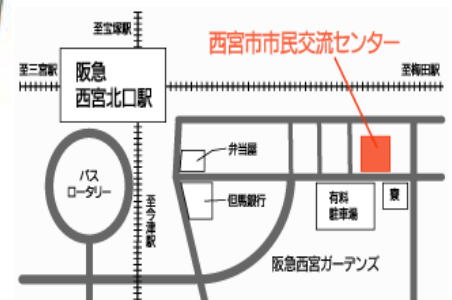 至宝塚駅
西宮市市民交流センター
至三宮駅
阪急
西宮北口駅
至梅田駅
弁当屋
バス
ロータリー
至今津駅
但馬銀行
有料
駐車場
寮
阪急西宮ガーデンズ